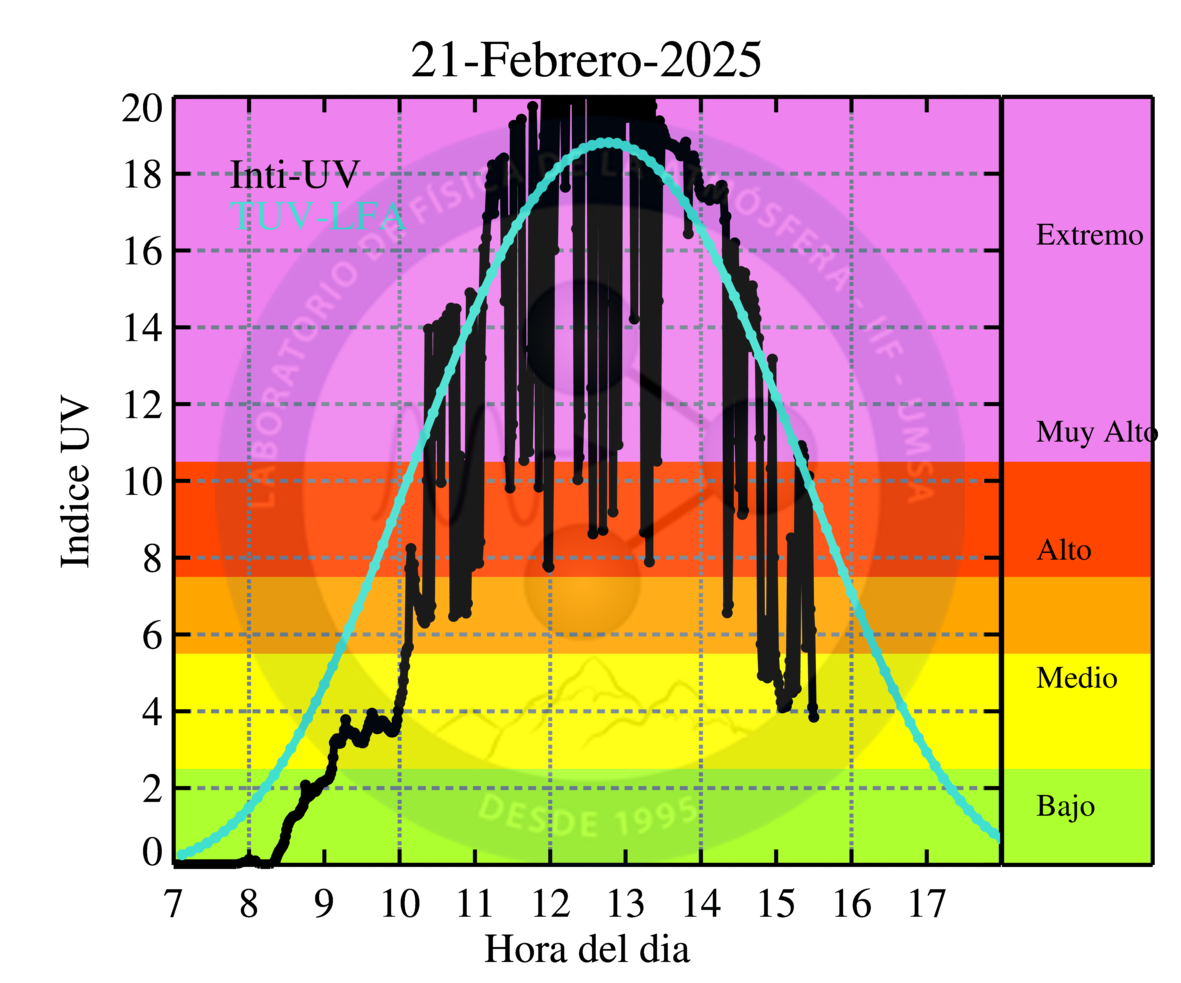 21-Febrero-2025
Inti-UV
TUV-LFA
Indice UV
20
18
16
14
12
10
8
6
4
2
0
7 8 9 10 11 12 13 14 15 16 17
Hora del dia
Extremo
Muy Alto
Alto
Medio
Bajo
LABORATORIO DE FÍSICA DE LA ATMÓSFERA - IIF - UMSA
DESDE 1995